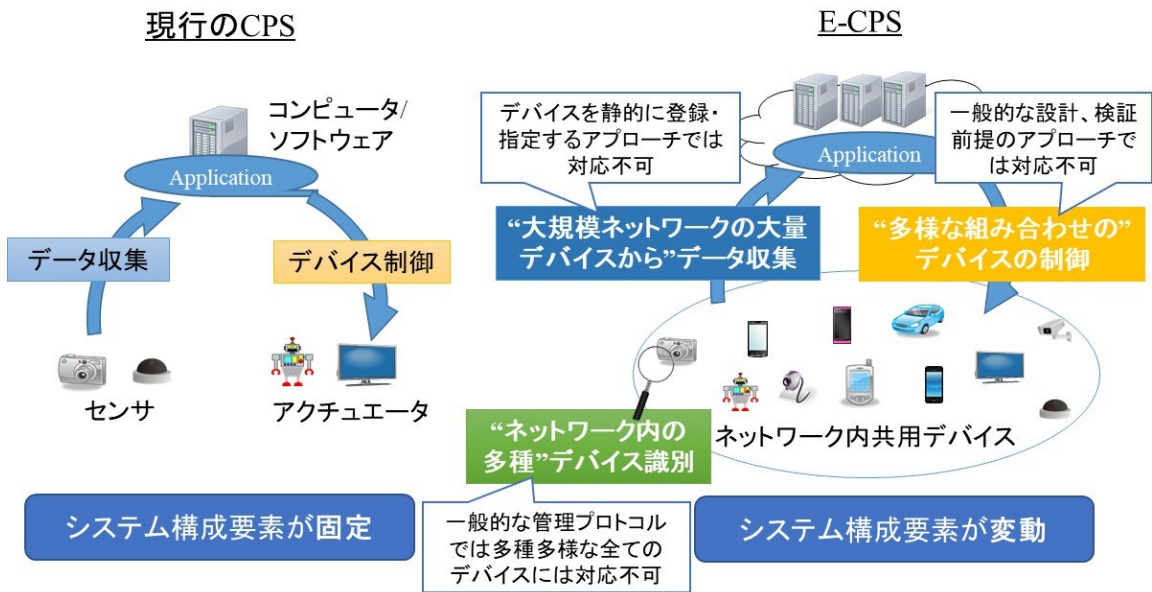 現行のCPS
コンピュータ/
ソフトウェア
Application
データ収集
デバイス制御
センサ
アクチュエータ
システム構成要素が固定
E-CPS
デバイスを静的に登録・
指定するアプローチでは
対応不可
一般的な設計、検証
前提のアプローチで
は対応不可
Application
“大規模ネットワークの大量
デバイスから”データ収集
“多様な組み合わせの”
デバイスの制御
“ネットワーク内の
多種”デバイス識別
ネットワーク内共用デバイス
一般的な管理プロトコル
では多種多様な全ての
デバイスには対応不可
システム構成要素が変動